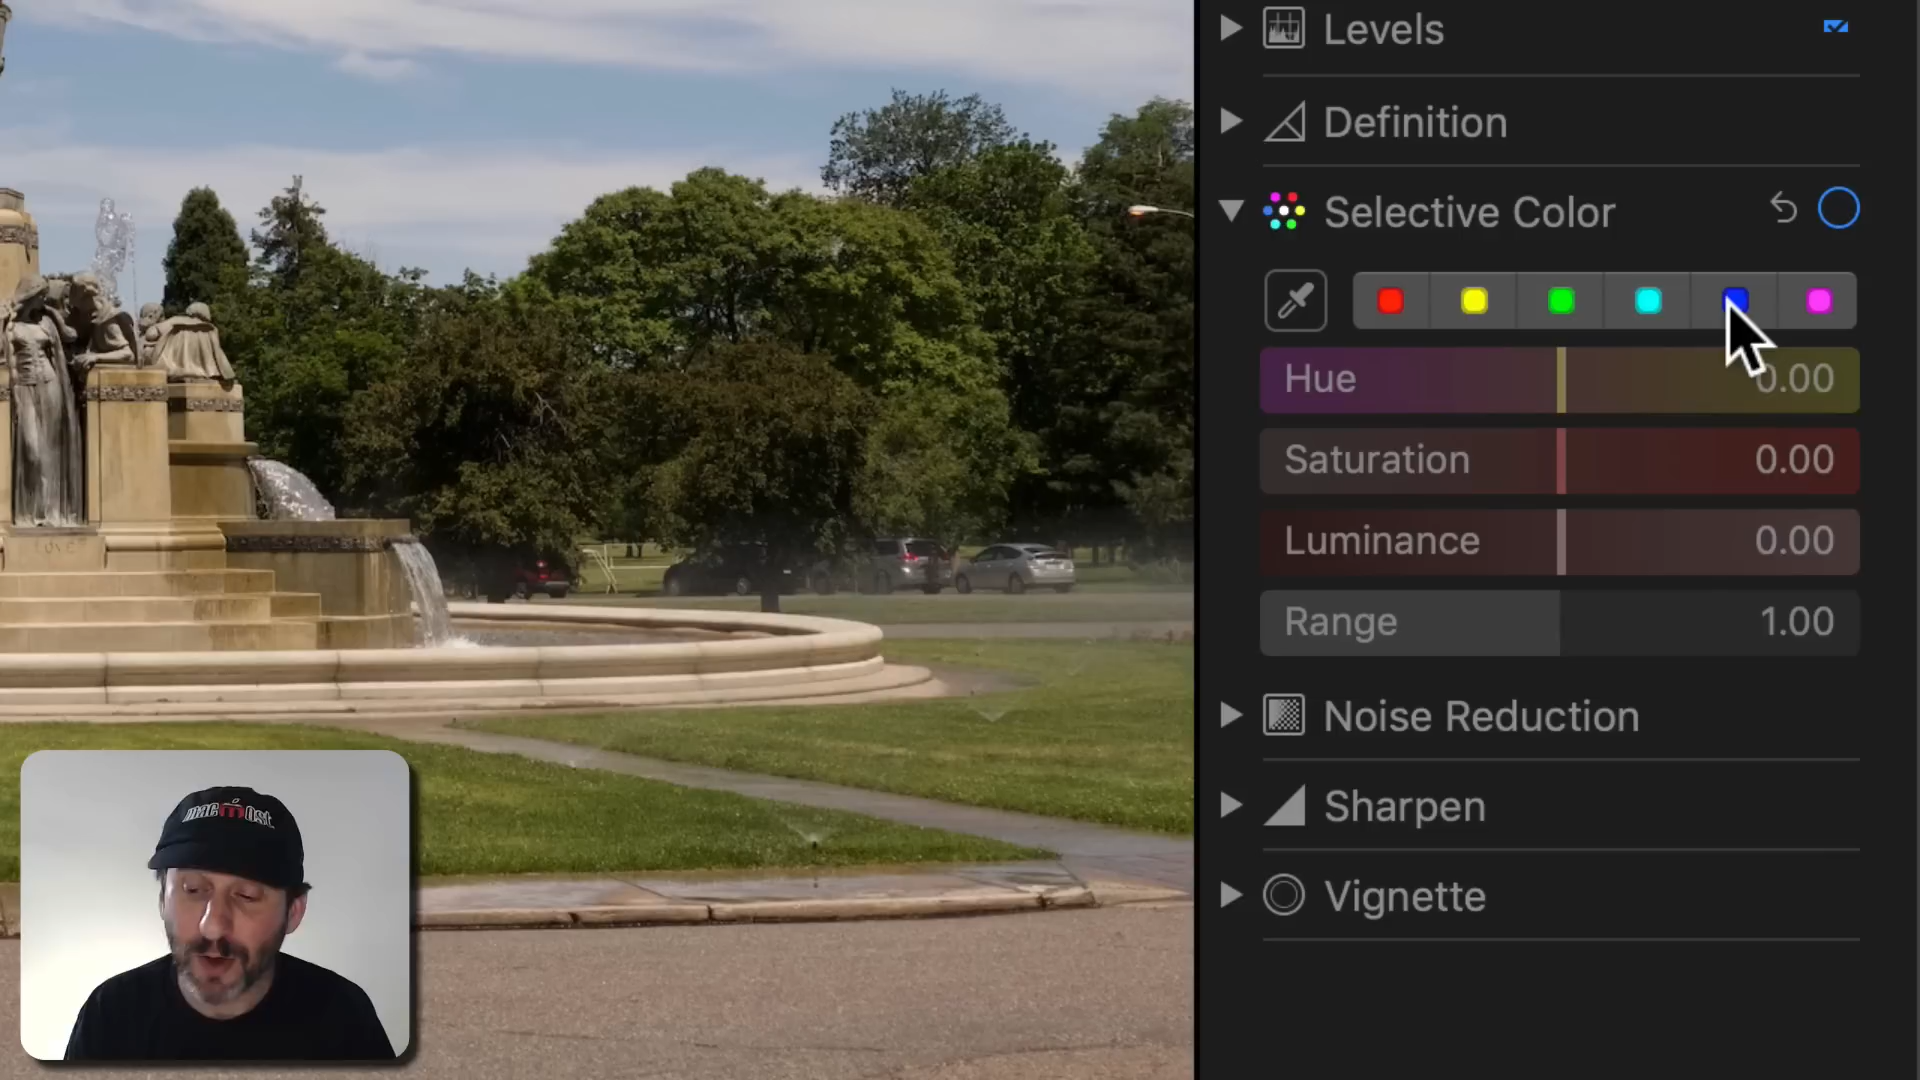 Levels
Definition
Selective Color
Hue 0.00
Saturation 0.00
Luminance 0.00
Range 1.00
Noise Reduction
Sharpen
Vignette
macmost